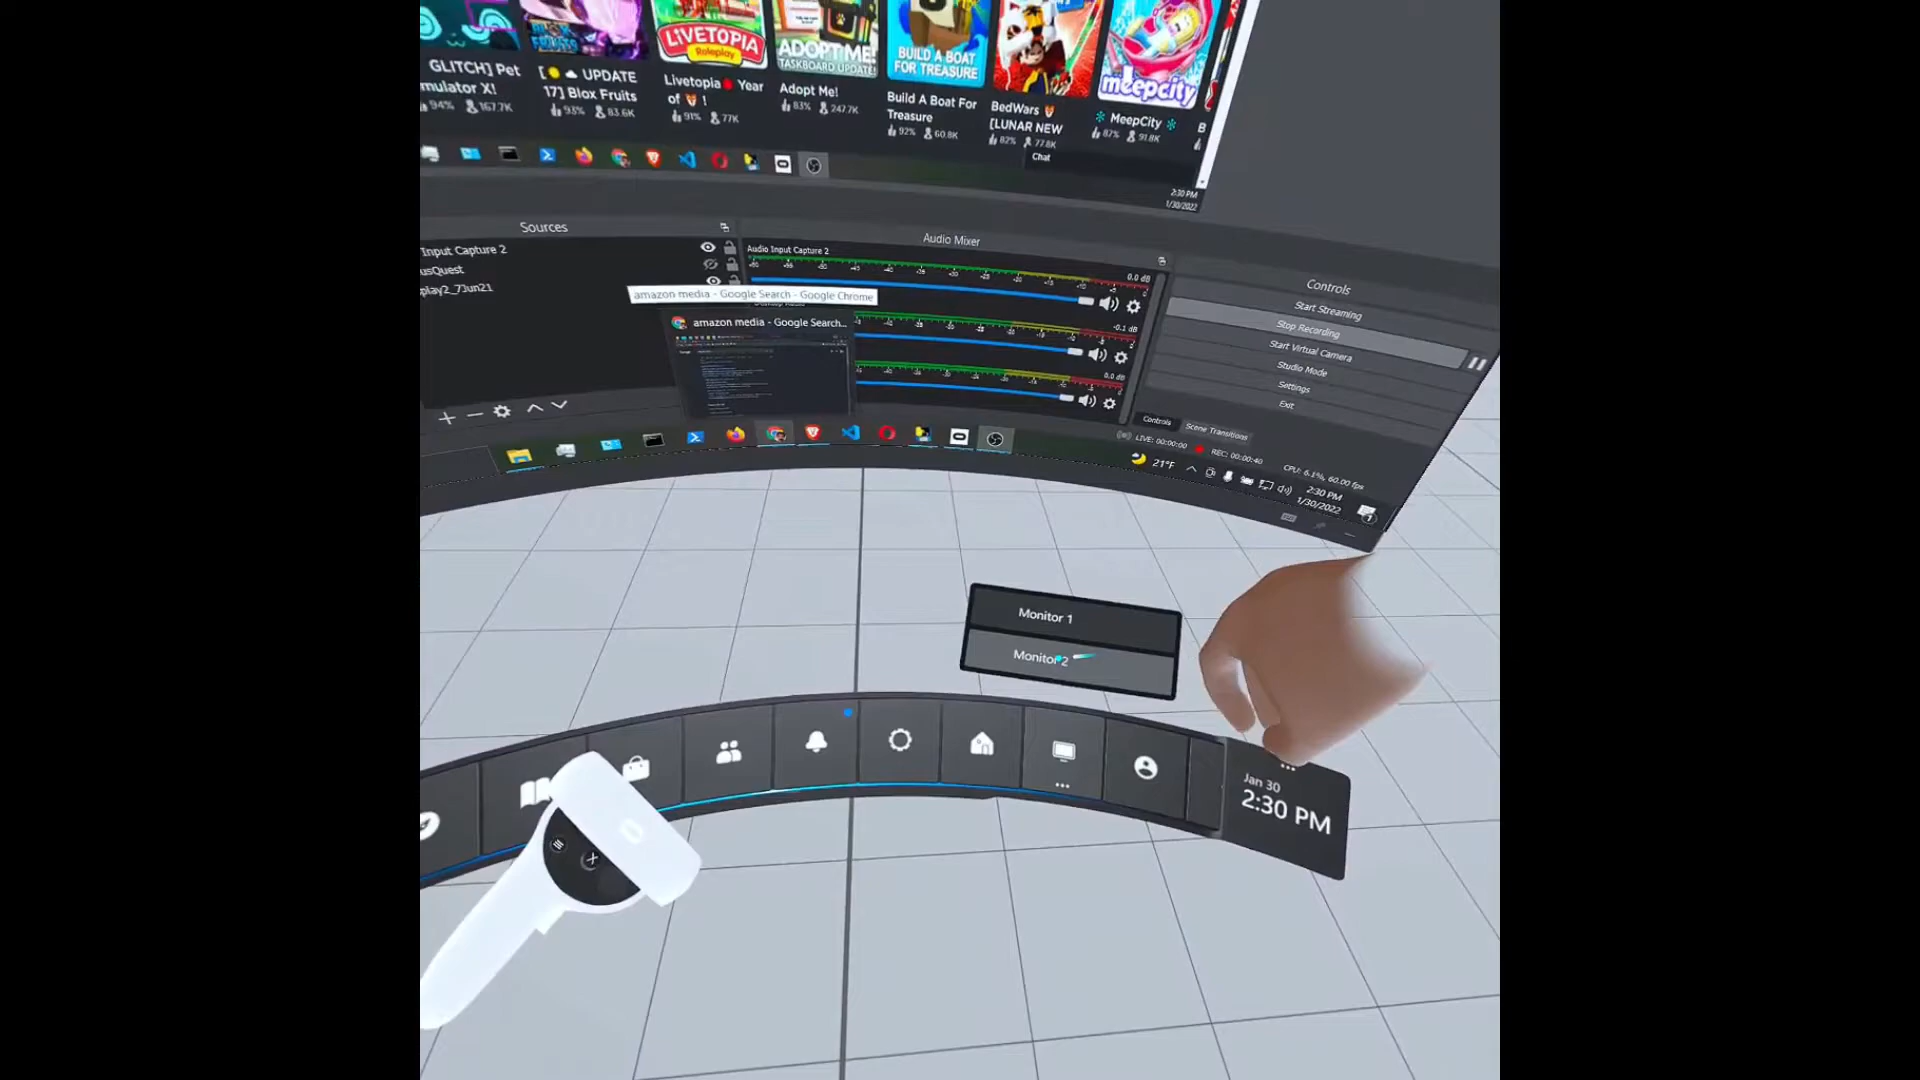 LIVETOPIA
Roleplay
ADOPT ME!
TASKBOARD UPDATE!
BUILD A BOAT
FOR TREASURE
meepcity
GLITCH] Pet
mulator X!
94% 167.7K
[ UPDATE
17] Blox Fruits
93% 83.6K
Livetopia Year
of !
91% 77K
Adopt Me!
83% 247.7K
Build A Boat For
Treasure
92% 60.8K
BedWars
[LUNAR NEW
82% 77.8K
MeepCity
87% 91.8K
Chat
2:30 PM
1/30/2022
Sources
Input Capture 2
usQuest
play2_7Jun21
Audio Mixer
Audio Input Capture 2
0.0 dB
-0.1 dB
0.0 dB
amazon media - Google Search - Google Chrome
amazon media - Google Search...
Controls
Start Streaming
Stop Recording
Start Virtual Camera
Studio Mode
Settings
Exit
Controls Scene Transitions
LIVE: 00:00:00 REC: 00:00:40 CPU: 6.1%, 60.00 fps
21°F
2:30 PM
1/30/2022
1
Monitor 1
Monitor 2
Jan 30
2:30 PM